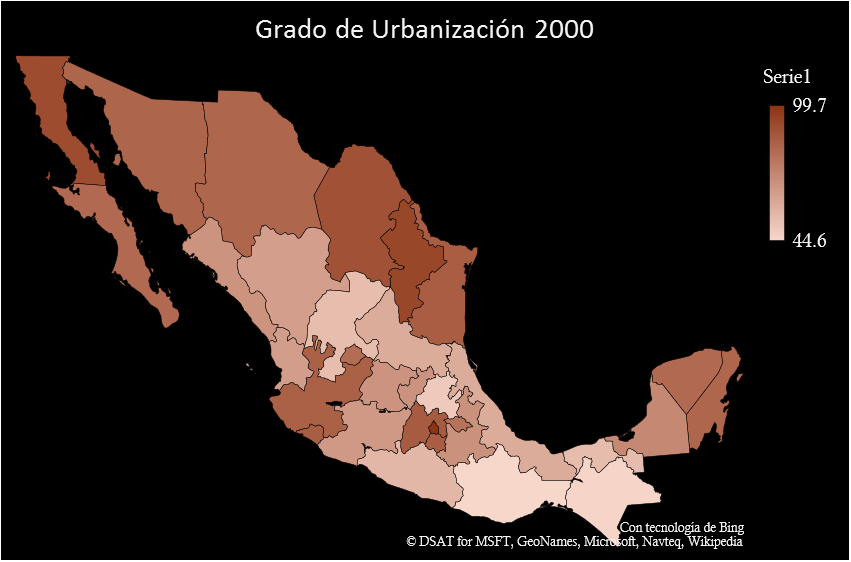 Grado de Urbanización 2000
Serie1
99.7
44.6
Con tecnología de Bing
© DSAT for MSFT, GeoNames, Microsoft, Navteq, Wikipedia